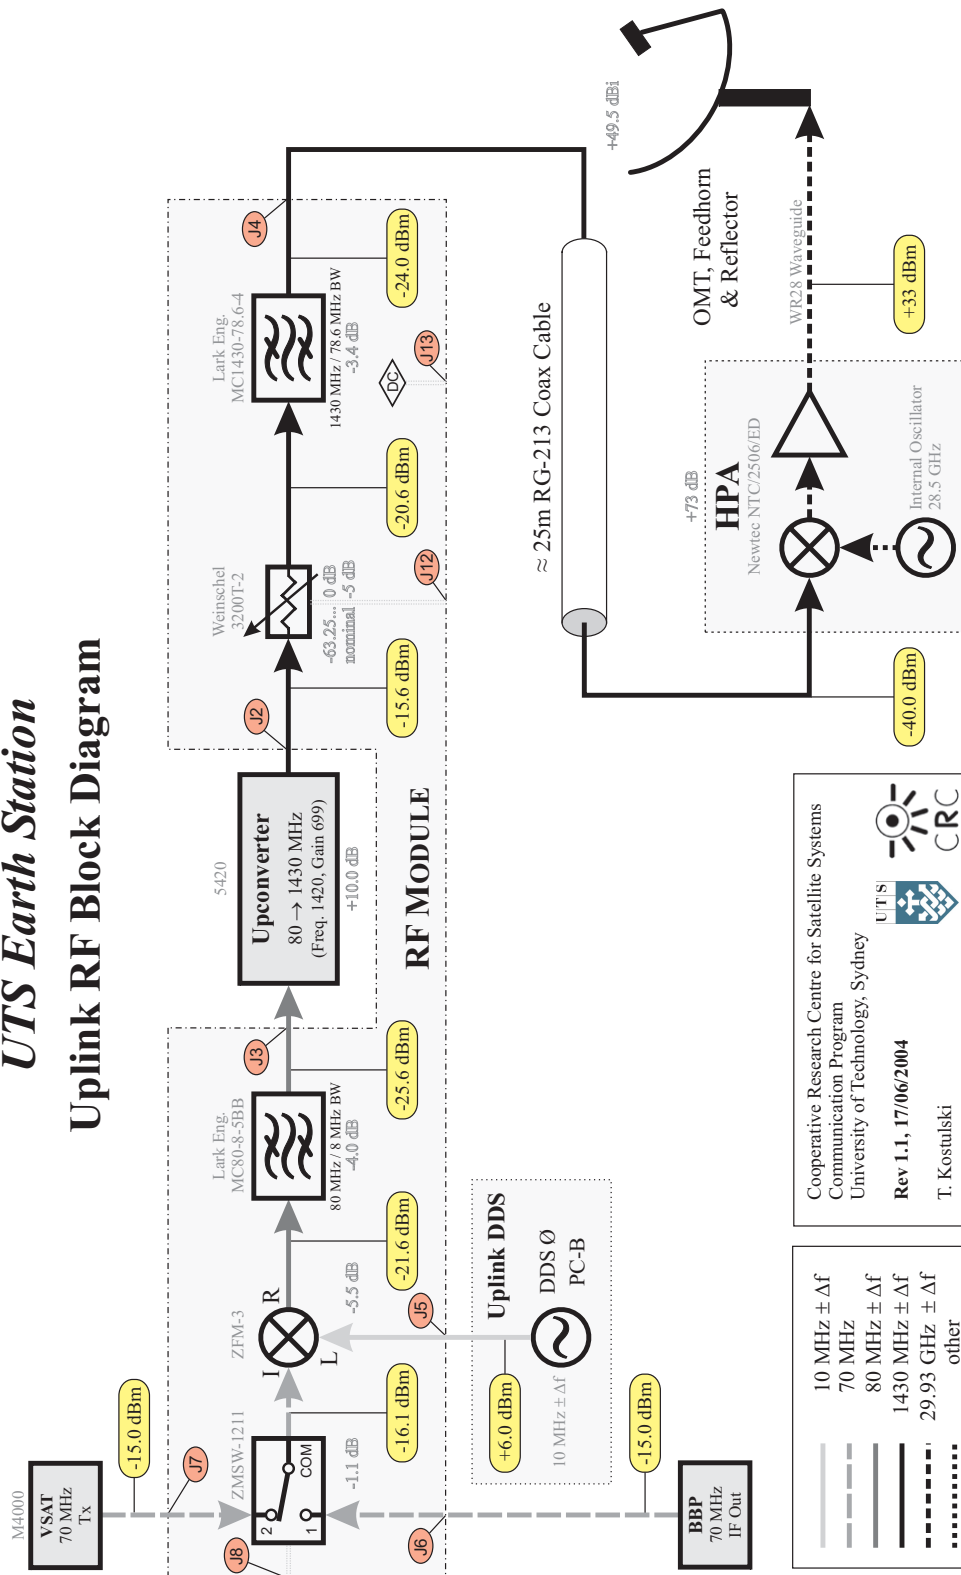 UTS Earth Station
Uplink RF Block Diagram
M4000
VSAT
70 MHz
Tx
-15.0 dBm
J7
J8
ZMSW-1211
2
1
COM
-1.1 dB
-16.1 dBm
J6
-15.0 dBm
BBP
70 MHz
IF Out
ZFM-3
I
R
L
-5.5 dB
-21.6 dBm
J5
+6.0 dBm
Uplink DDS
DDS Ø
PC-B
10 MHz ± Δf
Lark Eng.
MC80-8-5BB
80 MHz / 8 MHz BW
-4.0 dB
-25.6 dBm
J3
5420
Upconverter
80 → 1430 MHz
(Freq. 1420, Gain 699)
+10.0 dB
RF MODULE
J2
-15.6 dBm
Weinschel
3200T-2
-63.25... 0 dB
nominal -5 dB
J12
-20.6 dBm
Lark Eng.
MC1430-78.6-4
1430 MHz / 78.6 MHz BW
-3.4 dB
DC
J13
-24.0 dBm
J4
≈ 25m RG-213 Coax Cable
-40.0 dBm
+73 dB
HPA
Newtec NTC/2506/ED
Internal Oscillator
28.5 GHz
+33 dBm
WR28 Waveguide
OMT, Feedhorn
& Reflector
+49.5 dBi
10 MHz ± Δf
70 MHz
80 MHz ± Δf
1430 MHz ± Δf
29.93 GHz ± Δf
other
Cooperative Research Centre for Satellite Systems
Communication Program
University of Technology, Sydney
Rev 1.1, 17/06/2004
T. Kostulski
UTS
CRC